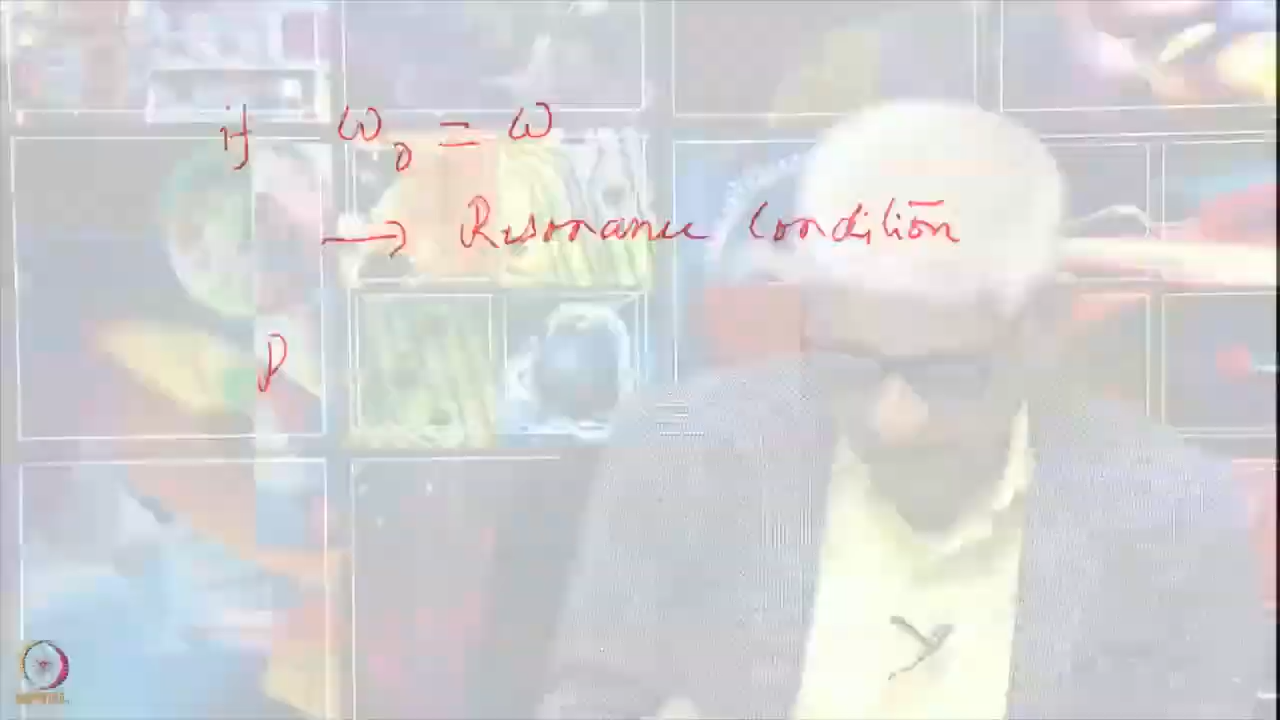 if ω₀ = ω
→ Resonance Condition
P